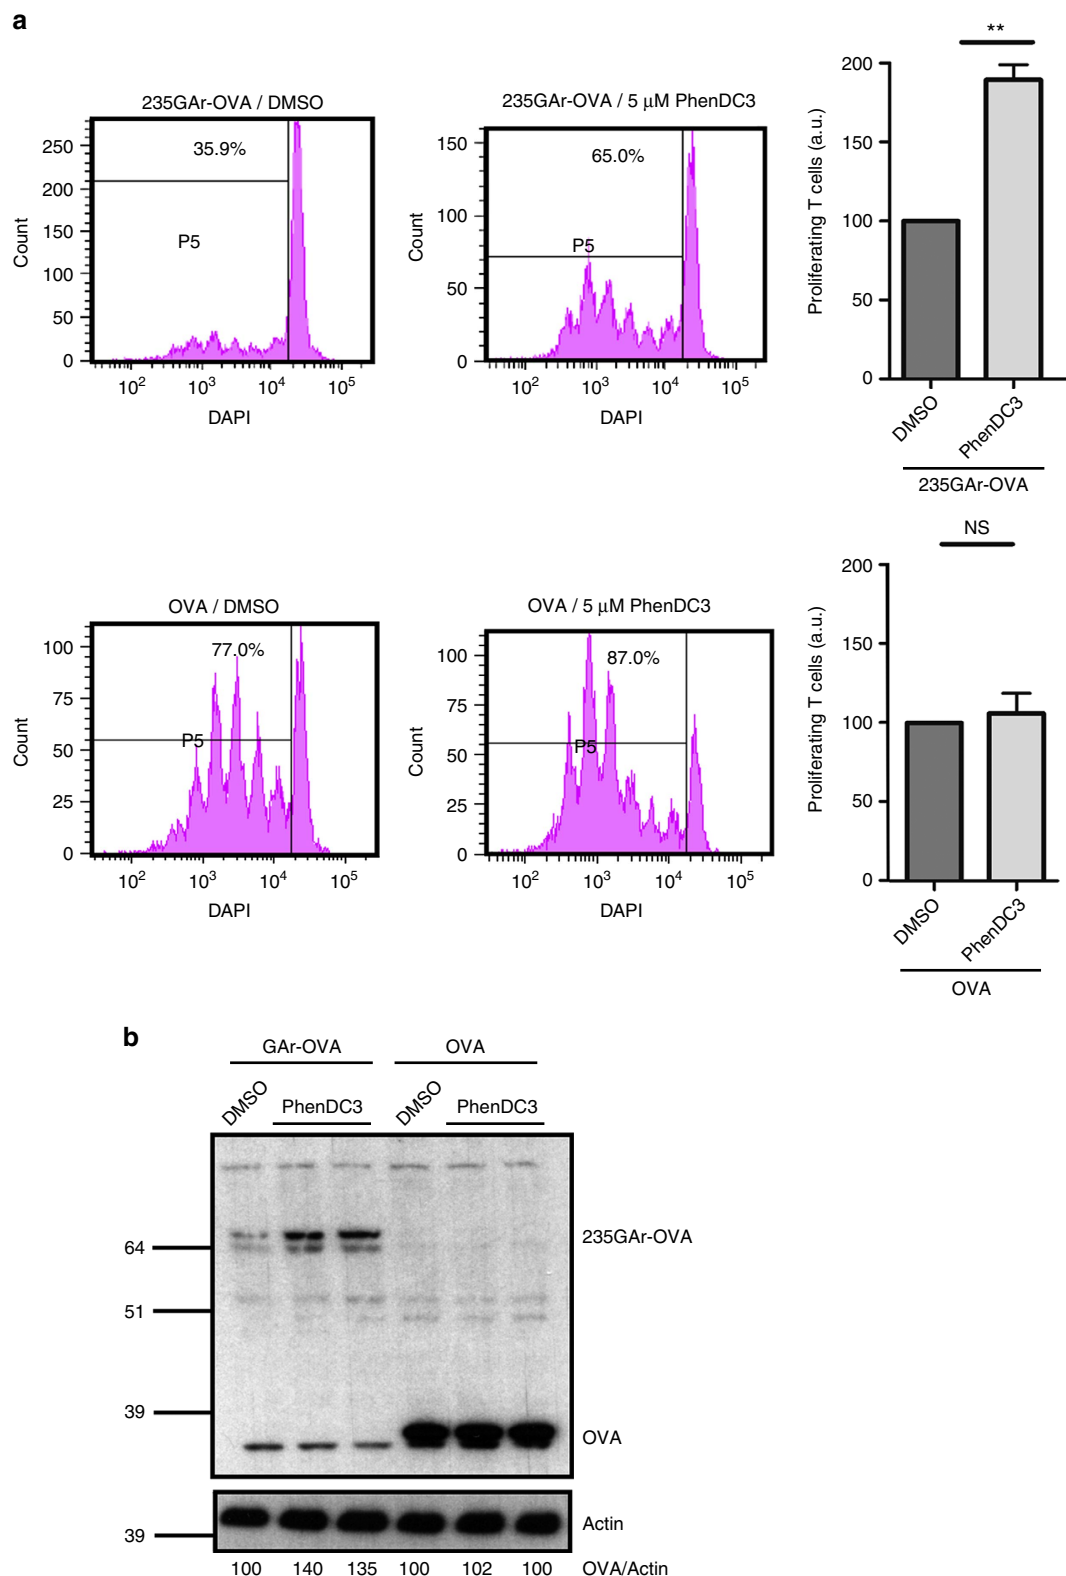 a
235GAr-OVA / DMSO
35.9%
P5
Count
250
200
150
100
50
0
10²
10³
10⁴
10⁵
DAPI
235GAr-OVA / 5 μM PhenDC3
65.0%
P5
Count
150
100
50
0
10²
10³
10⁴
10⁵
DAPI
**
Proliferating T cells (a.u.)
200
150
100
50
0
DMSO
PhenDC3
235GAr-OVA
OVA / DMSO
77.0%
P5
Count
100
75
50
25
0
10²
10³
10⁴
10⁵
DAPI
OVA / 5 μM PhenDC3
87.0%
P5
Count
100
75
50
25
0
10²
10³
10⁴
10⁵
DAPI
NS
Proliferating T cells (a.u.)
200
150
100
50
0
DMSO
PhenDC3
OVA
b
GAr-OVA OVA
DMSO PhenDC3 DMSO PhenDC3
235GAr-OVA
64
51
39
OVA
Actin
39
100 140 135 100 102 100 OVA/Actin